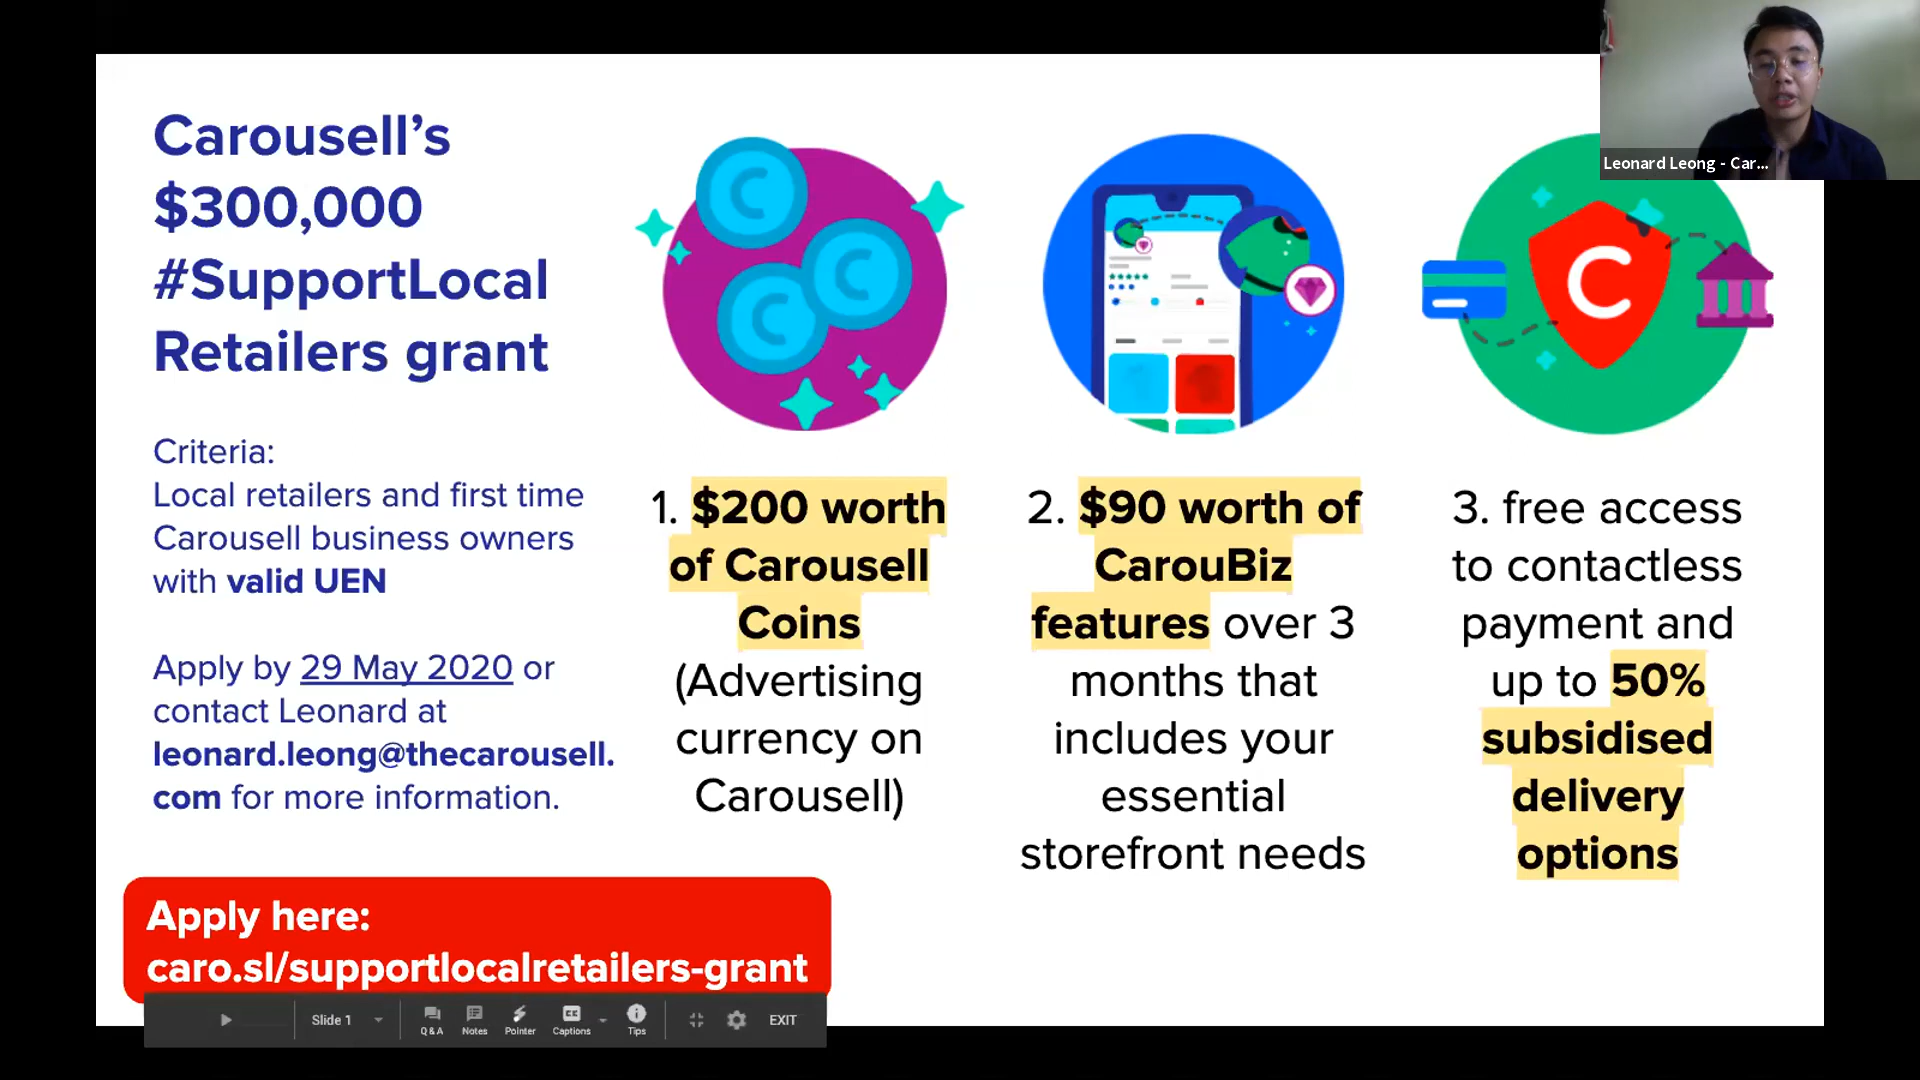 Leonard Leong - Car...
Carousell's
$300,000
#SupportLocal
Retailers grant
Criteria:
Local retailers and first time
Carousell business owners
with valid UEN
Apply by 29 May 2020 or
contact Leonard at
leonard.leong@thecarousell.
com for more information.
Apply here:
caro.sl/supportlocalretailers-grant
1. $200 worth
of Carousell
Coins
(Advertising
currency on
Carousell)
2. $90 worth of
CarouBiz
features over 3
months that
includes your
essential
storefront needs
3. free access
to contactless
payment and
up to 50%
subsidised
delivery
options
C
C
C
C
Slide 1
Q & A
Notes
Pointer
CC
Captions
Tips
EXIT